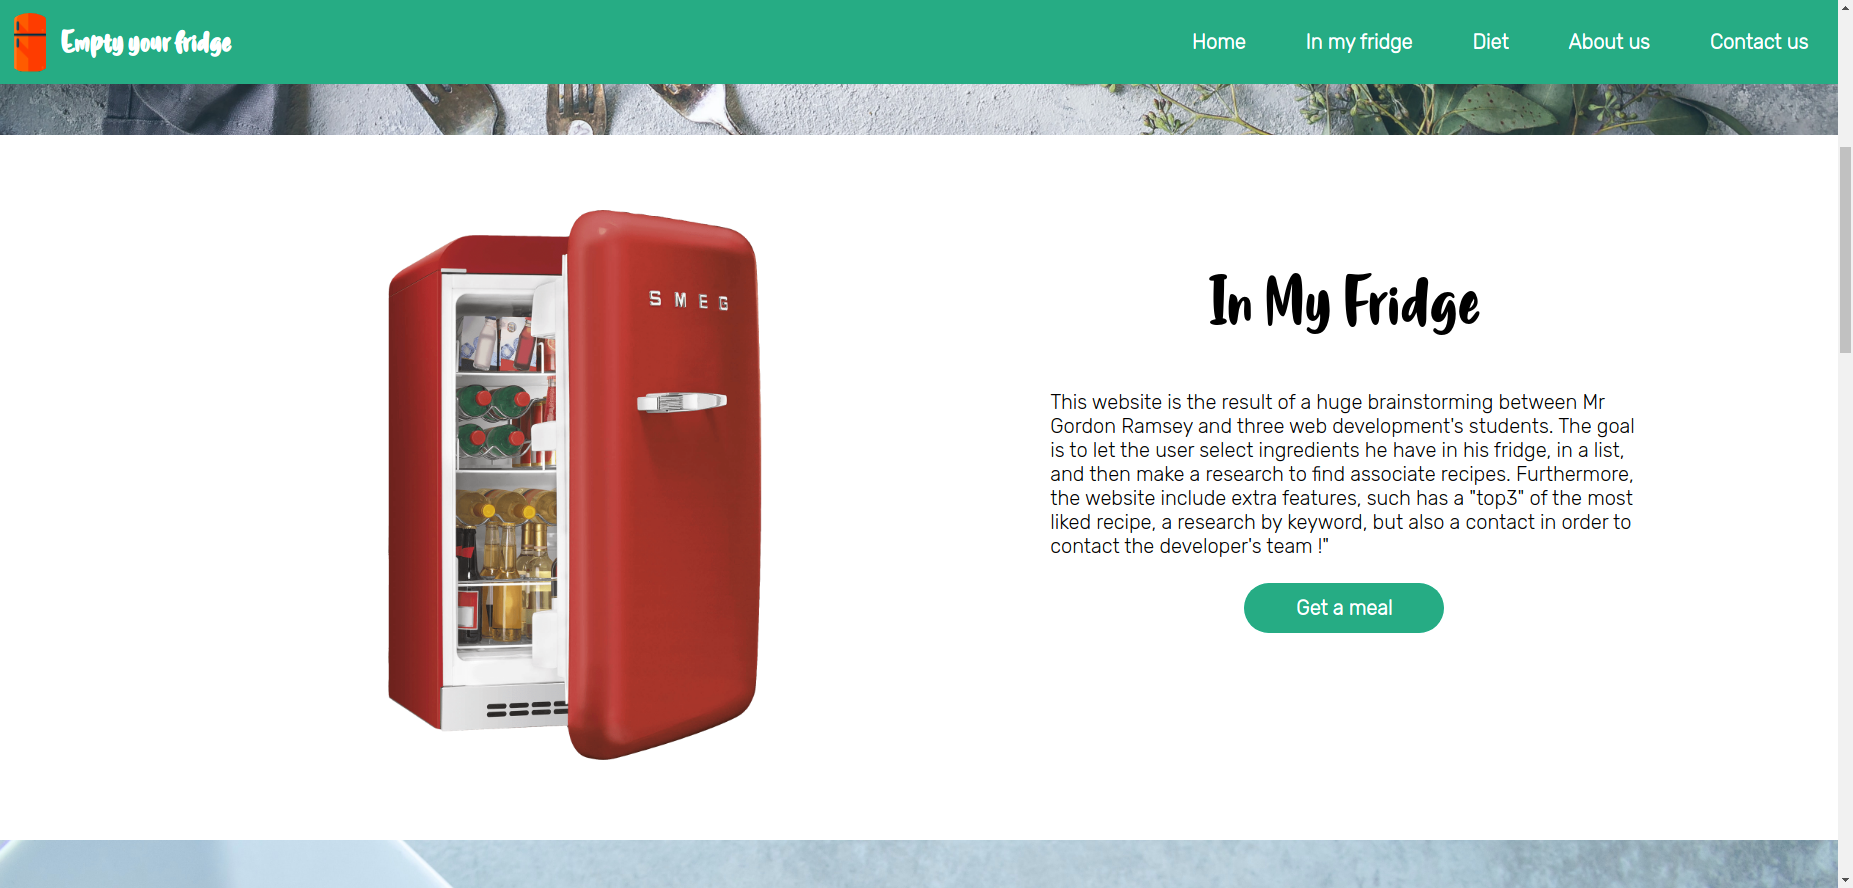 Empty your fridge
Home
In my fridge
Diet
About us
Contact us
SMEG
In My Fridge
This website is the result of a huge brainstorming between Mr
Gordon Ramsey and three web development's students. The goal
is to let the user select ingredients he have in his fridge, in a list,
and then make a research to find associate recipes. Furthermore,
the website include extra features, such has a "top3" of the most
liked recipe, a research by keyword, but also a contact in order to
contact the developer's team !"
Get a meal